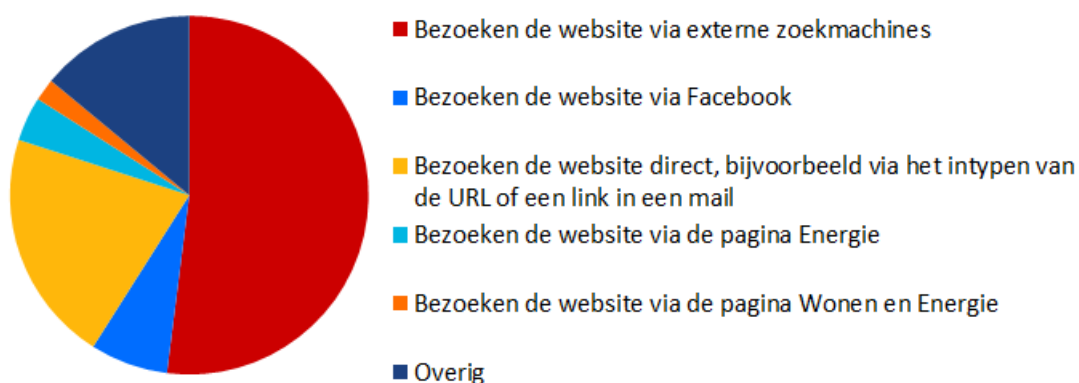 Bezoeken de website via externe zoekmachines
Bezoeken de website via Facebook
Bezoeken de website direct, bijvoorbeeld via het intypen van
de URL of een link in een mail
Bezoeken de website via de pagina Energie
Bezoeken de website via de pagina Wonen en Energie
Overig